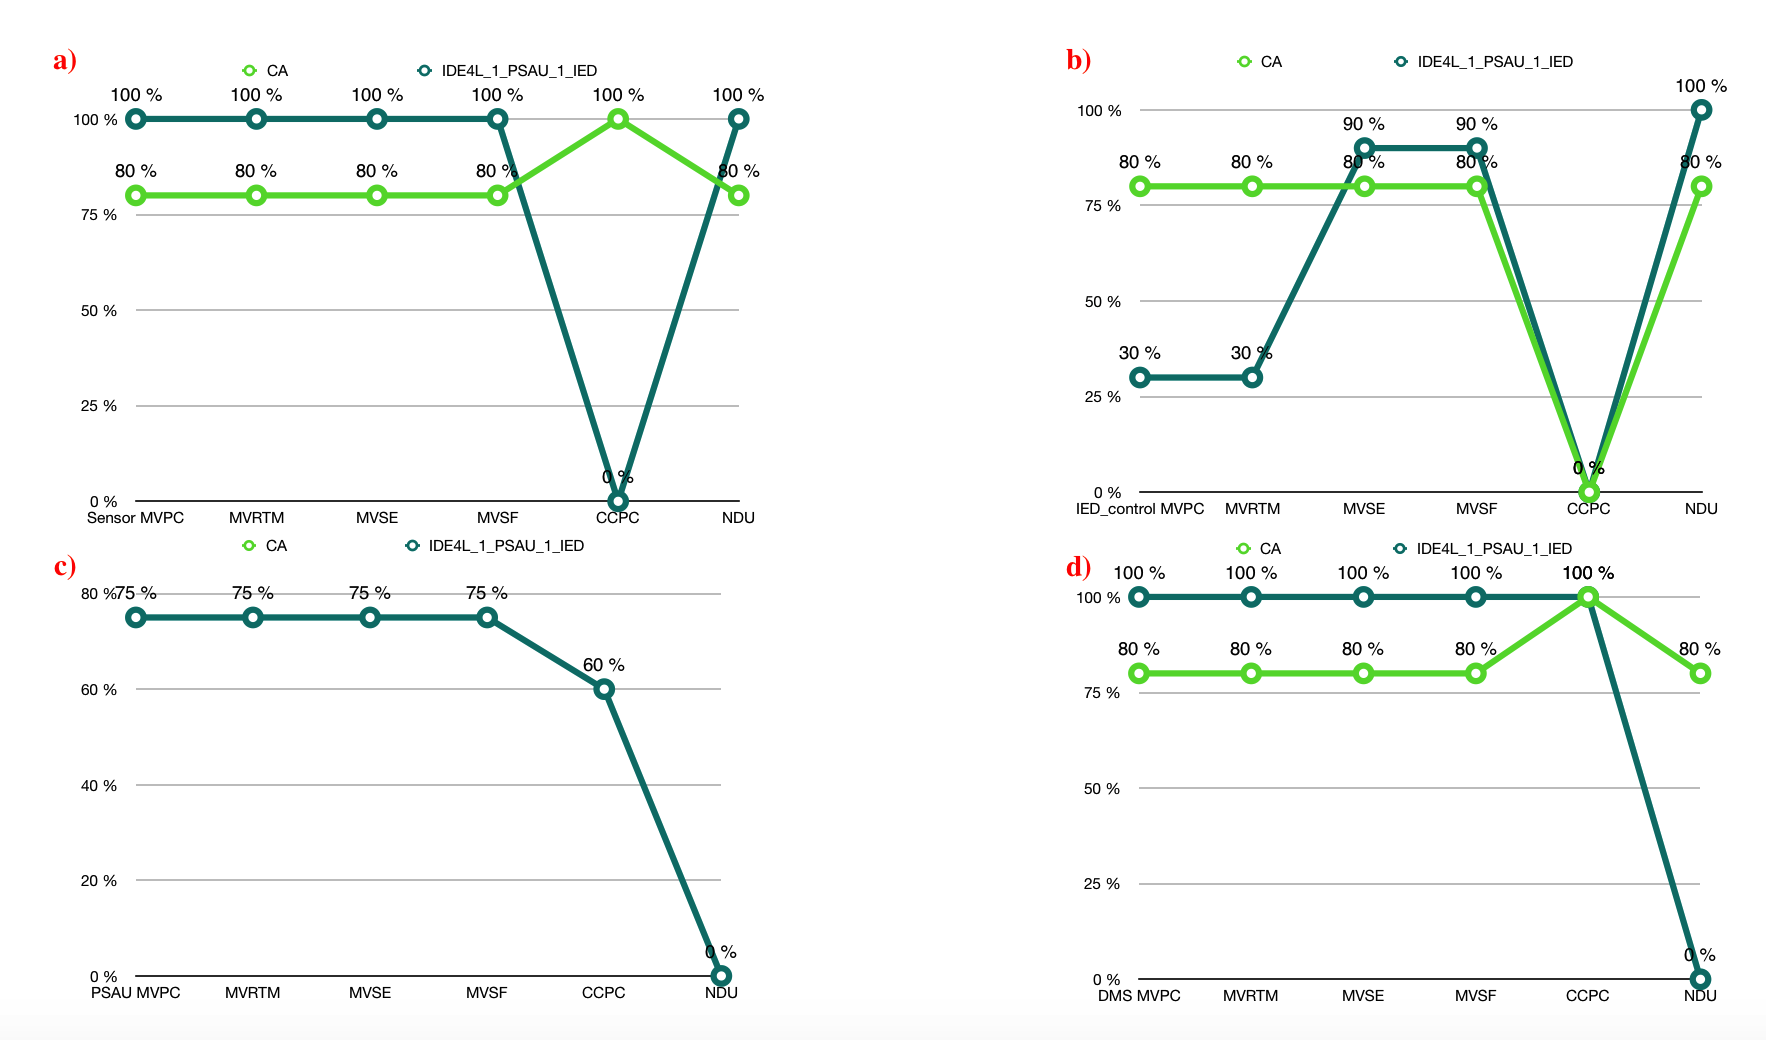 a)
CA
IDE4L_1_PSAU_1_IED
100 % 100 % 100 % 100 % 100 % 100 %
100 %
80 % 80 % 80 % 80 % 80 %
75 %
50 %
25 %
0 %
0 %
Sensor MVPC MVRTM MVSE MVSF CCPC NDU
b)
CA
IDE4L_1_PSAU_1_IED
100 %
100 %
90 % 90 %
80 % 80 % 80 % 80 % 80 %
75 %
50 %
30 % 30 %
25 %
0 %
0 %
IED_control MVPC MVRTM MVSE MVSF CCPC NDU
c)
CA
IDE4L_1_PSAU_1_IED
80 %
75 % 75 % 75 % 75 %
60 %
60 %
40 %
20 %
0 %
0 %
PSAU MVPC MVRTM MVSE MVSF CCPC NDU
d)
CA
IDE4L_1_PSAU_1_IED
100 % 100 % 100 % 100 % 100 %
100 %
80 % 80 % 80 % 80 % 80 %
75 %
50 %
25 %
0 %
0 %
DMS MVPC MVRTM MVSE MVSF CCPC NDU